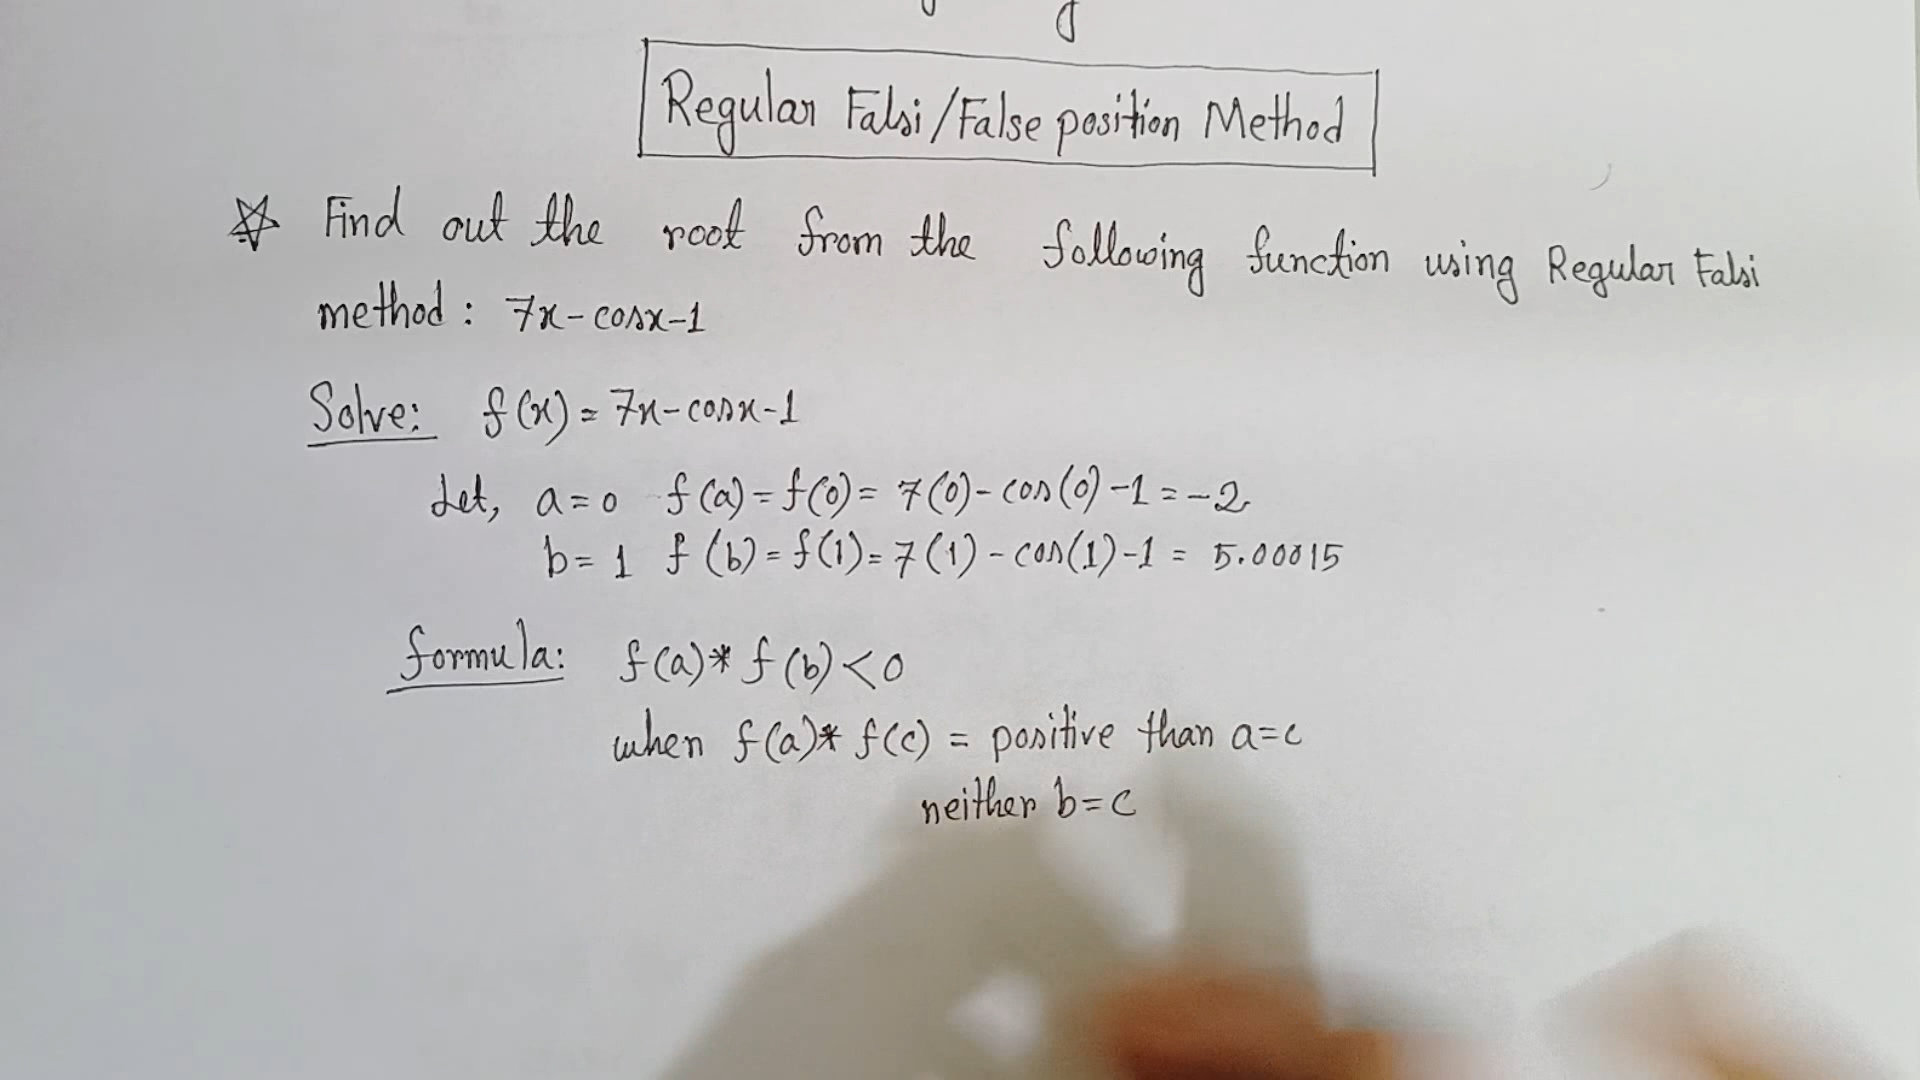 Regular Falsi/False position Method
Find out the root from the following function using Regular Falsi
method: 7x-cosx-1
Solve: f(x)=7x-cosx-1
Let, a=0 f(a)=f(0)= 7(0)-cos(0)-1=-2
b=1 f(b)=f(1)=7(1)-cos(1)-1= 5.00015
formula: f(a)*f(b)<0
when f(a)*f(c) = positive than a=c
neither b=c